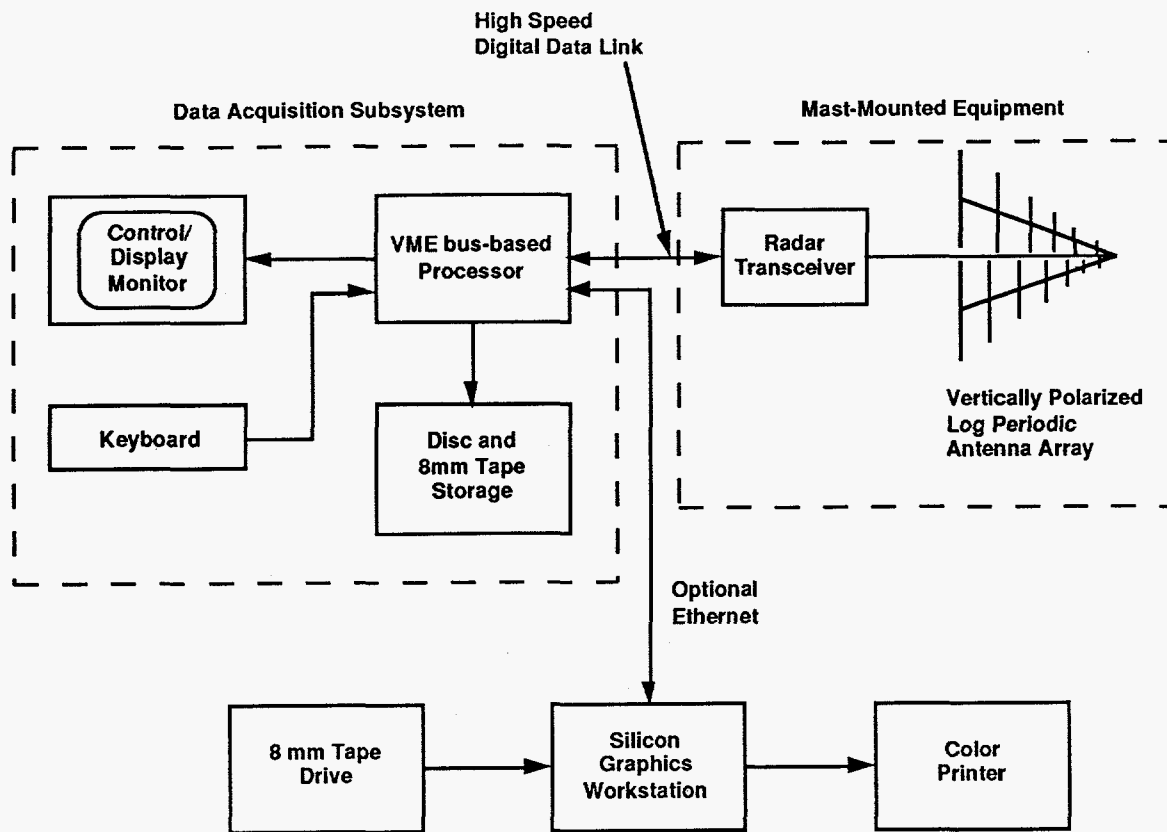 High Speed
Digital Data Link
Data Acquisition Subsystem
Mast-Mounted Equipment
Control/
Display
Monitor
VME bus-based
Processor
Radar
Transceiver
Keyboard
Disc and
8mm Tape
Storage
Vertically Polarized
Log Periodic
Antenna Array
Optional
Ethernet
8 mm Tape
Drive
Silicon
Graphics
Workstation
Color
Printer